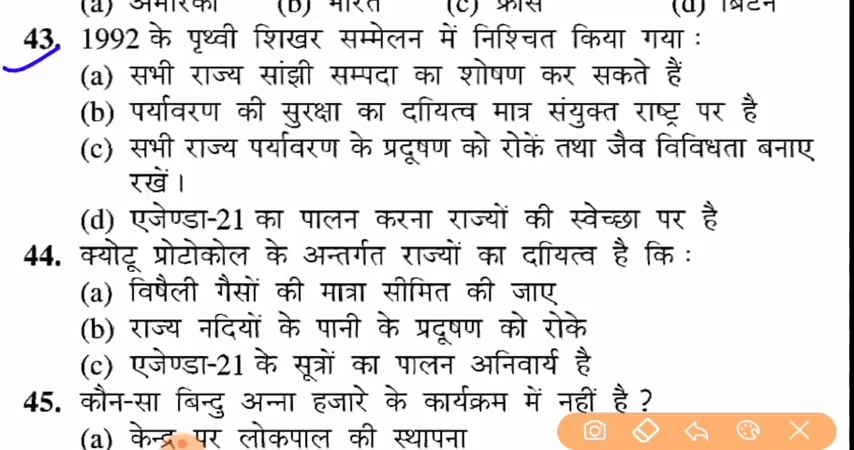 (a) अमेरिका (b) भारत (c) फ्रांस (d) ब्रिटेन
43. 1992 के पृथ्वी शिखर सम्मेलन में निश्चित किया गया :
(a) सभी राज्य सांझी सम्पदा का शोषण कर सकते हैं
(b) पर्यावरण की सुरक्षा का दायित्व मात्र संयुक्त राष्ट्र पर है
(c) सभी राज्य पर्यावरण के प्रदूषण को रोकें तथा जैव विविधता बनाए
रखें।
(d) एजेण्डा-21 का पालन करना राज्यों की स्वेच्छा पर है
44. क्योटू प्रोटोकोल के अन्तर्गत राज्यों का दायित्व है कि :
(a) विषैली गैसों की मात्रा सीमित की जाए
(b) राज्य नदियों के पानी के प्रदूषण को रोके
(c) एजेण्डा-21 के सूत्रों का पालन अनिवार्य है
45. कौन-सा बिन्दु अन्ना हजारे के कार्यक्रम में नहीं है ?
(a) केन्द्र पर लोकपाल की स्थापना